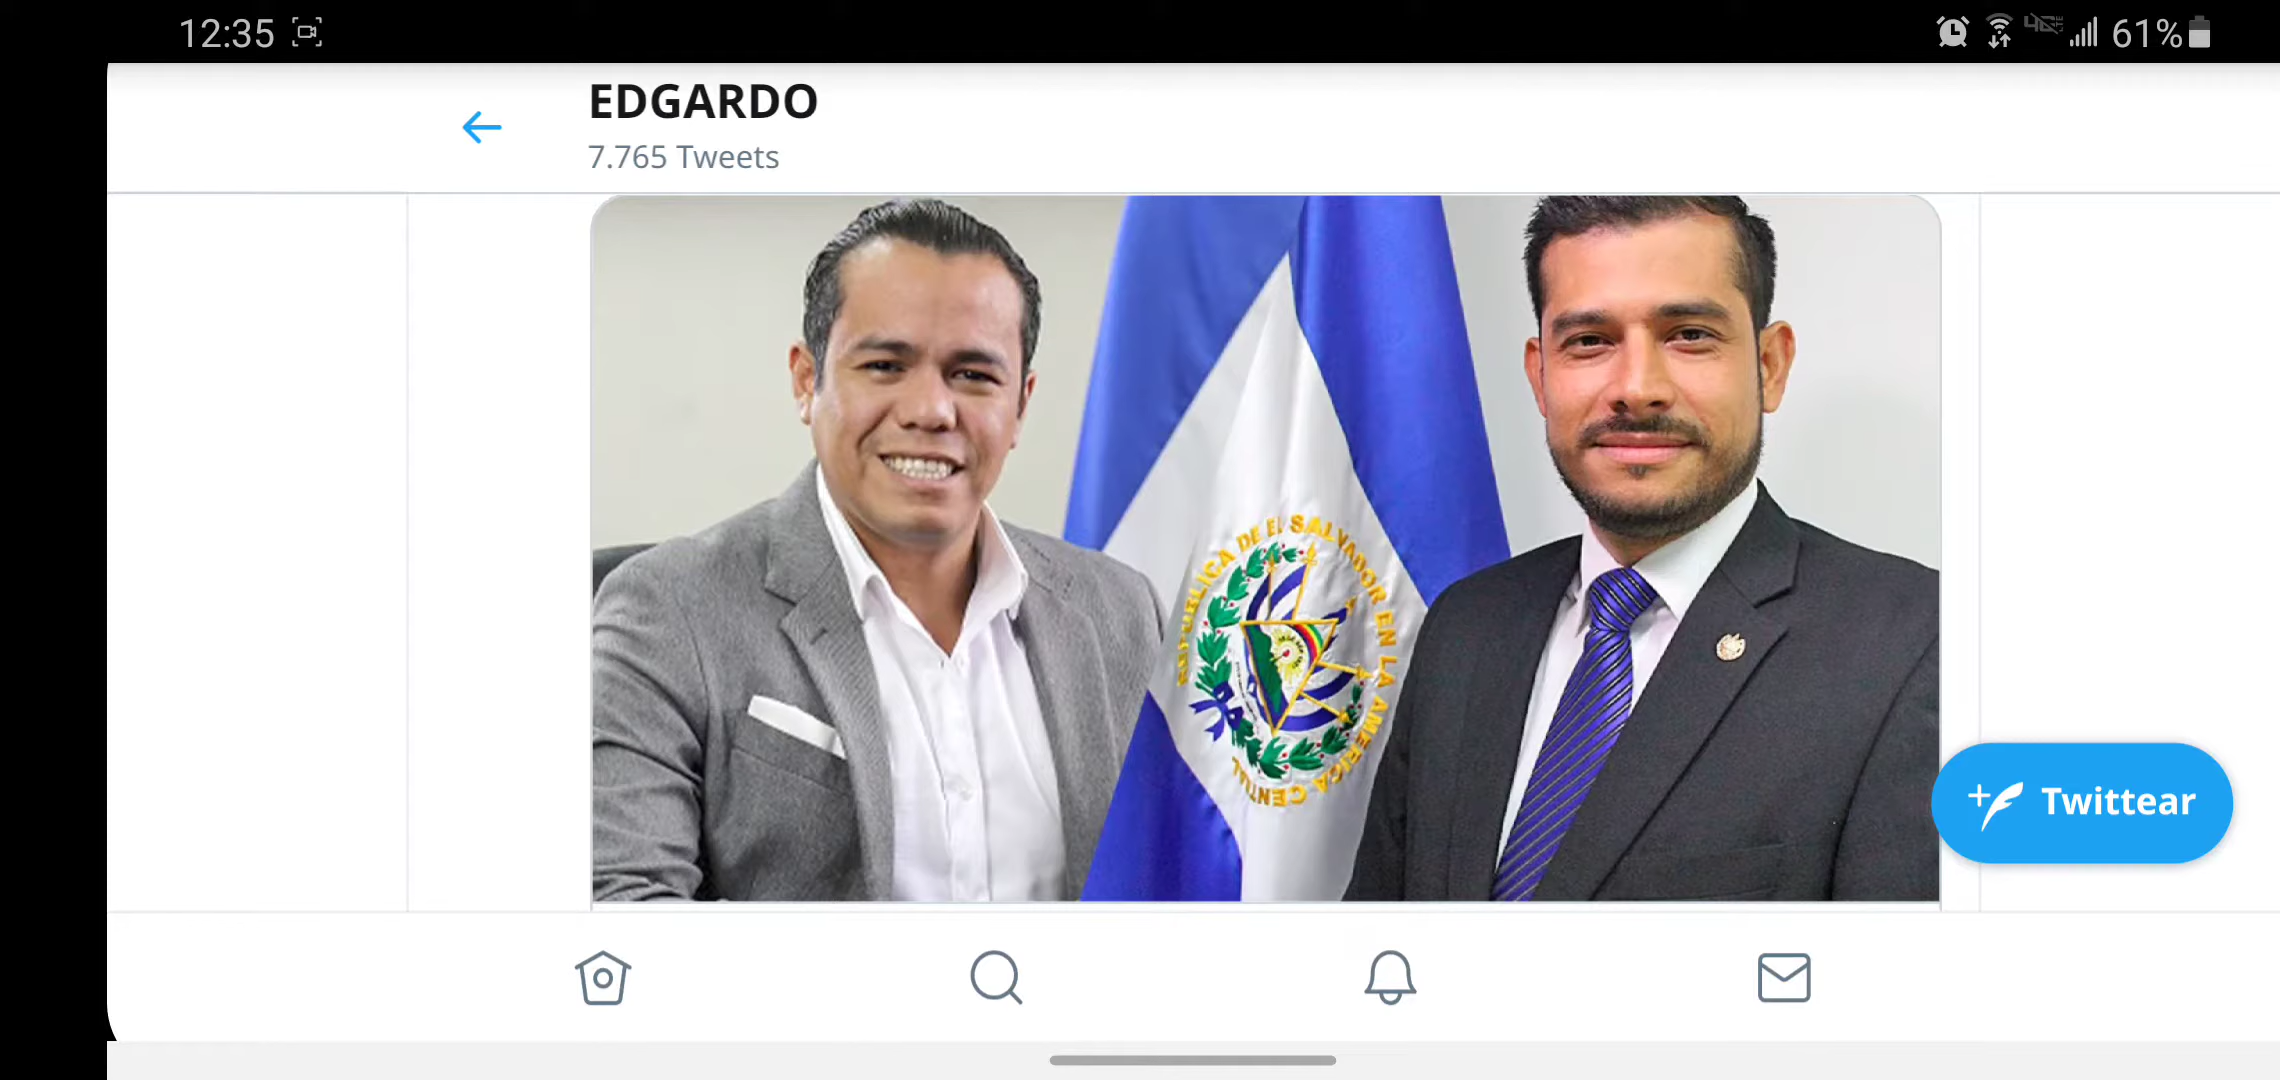 12:35
61%
EDGARDO
7.765 Tweets
REPUBLICA DE EL SALVADOR EN LA AMERICA CENTRAL
Twittear